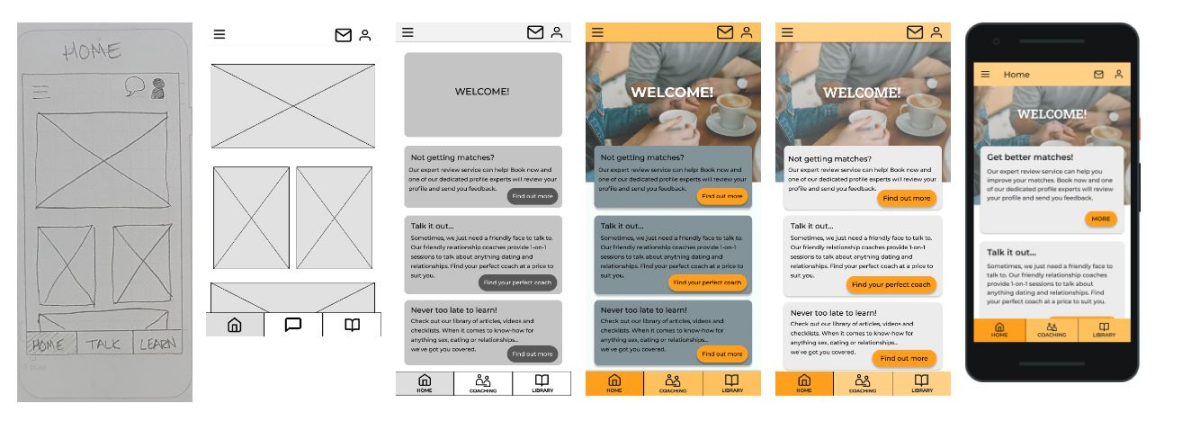 HOME
HOME
TALK
LEARN
WELCOME!
Not getting matches?
Our expert review service can help! Book now and
one of our dedicated profile experts will review your
profile and send you feedback.
Find out more
Talk it out...
Sometimes, we just need a friendly face to talk to.
Our friendly relationship coaches provide 1-on-1
sessions to talk about anything dating and
relationships. Find your perfect coach at a price to
suit you.
Find your perfect coach
Never too late to learn!
Check out our library of articles, videos and
checklists. When it comes to know-how for
anything sex, dating or relationships...
we've got you covered.
Find out more
HOME
COACHING
LIBRARY
WELCOME!
Not getting matches?
Our expert review service can help! Book now and
one of our dedicated profile experts will review your
profile and send you feedback.
Find out more
Talk it out...
Sometimes, we just need a friendly face to talk to.
Our friendly relationship coaches provide 1-on-1
sessions to talk about anything dating and
relationships. Find your perfect coach at a price to
suit you.
Find your perfect coach
Never too late to learn!
Check out our library of articles, videos and
checklists. When it comes to know-how for
anything sex, dating or relationships...
we've got you covered.
Find out more
HOME
COACHING
LIBRARY
WELCOME!
Not getting matches?
Our expert review service can help! Book now and
one of our dedicated profile experts will review your
profile and send you feedback.
Find out more
Talk it out...
Sometimes, we just need a friendly face to talk to.
Our friendly relationship coaches provide 1-on-1
sessions to talk about anything dating and
relationships. Find your perfect coach at a price to
suit you.
Find your perfect coach
Never too late to learn!
Check out our library of articles, videos and
checklists. When it comes to know-how for
anything sex, dating or relationships...
we've got you covered.
Find out more
HOME
COACHING
LIBRARY
Home
WELCOME!
Get better matches!
Our expert review service can help you
improve your matches. Book now and one
of our dedicated profile experts will review
your profile and send you feedback.
MORE
Talk it out...
Sometimes, we just need a friendly face to
talk to. Our friendly relationship coaches
provide 1-on-1 sessions to talk about
anything dating and relationships. Find
your perfect coach at a price to suit you.
HOME
COACHING
LIBRARY